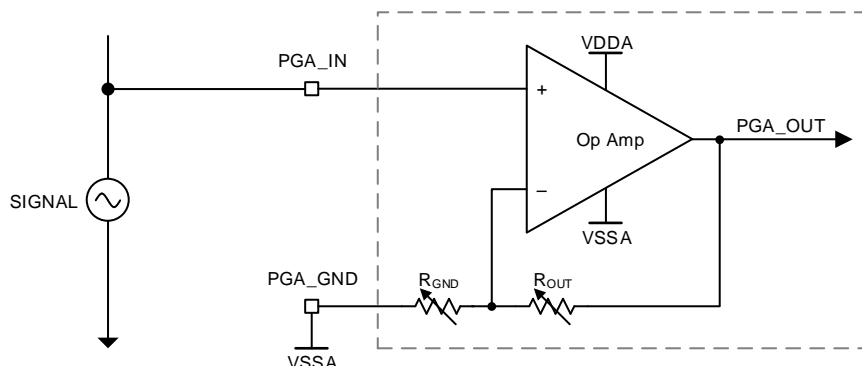 VDDA
PGA_IN
+
Op Amp
PGA_OUT
−
SIGNAL
VSSA
PGA_GND
RGND
ROUT
VSSA